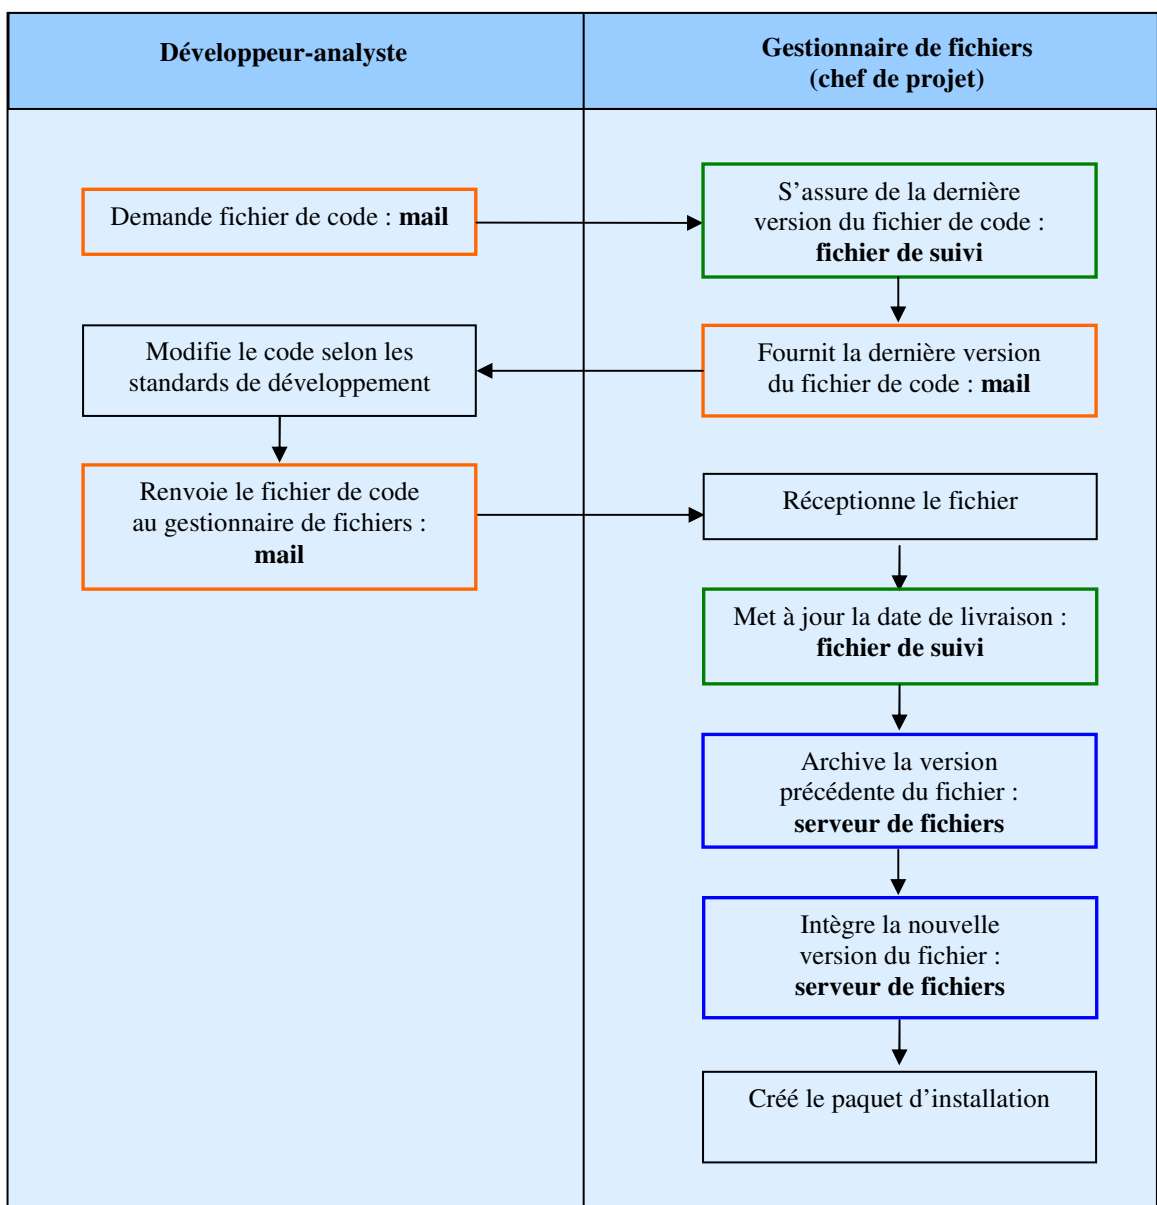 Développeur-analyste
Gestionnaire de fichiers
(chef de projet)
Demande fichier de code : mail
S’assure de la dernière
version du fichier de code :
fichier de suivi
Modifie le code selon les
standards de développement
Fournit la dernière version
du fichier de code : mail
Renvoie le fichier de code
au gestionnaire de fichiers :
mail
Réceptionne le fichier
Met à jour la date de livraison :
fichier de suivi
Archive la version
précédente du fichier :
serveur de fichiers
Intègre la nouvelle
version du fichier :
serveur de fichiers
Créé le paquet d’installation